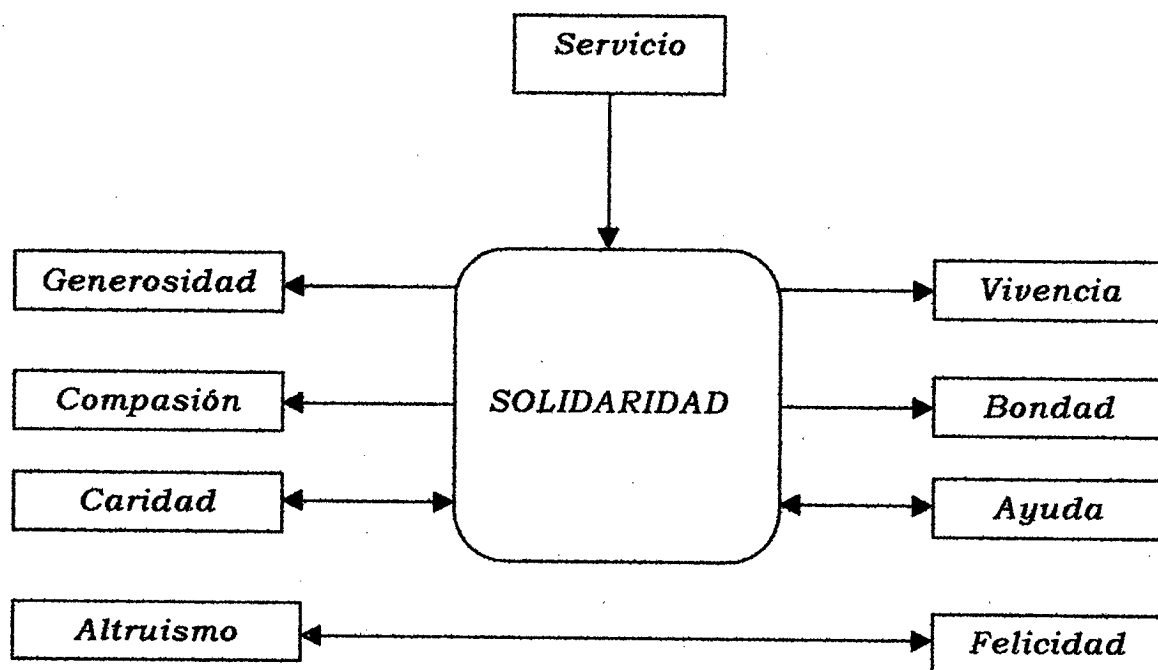 Servicio
Generosidad
Vivencia
Compasión
SOLIDARIDAD
Bondad
Caridad
Ayuda
Altruismo
Felicidad